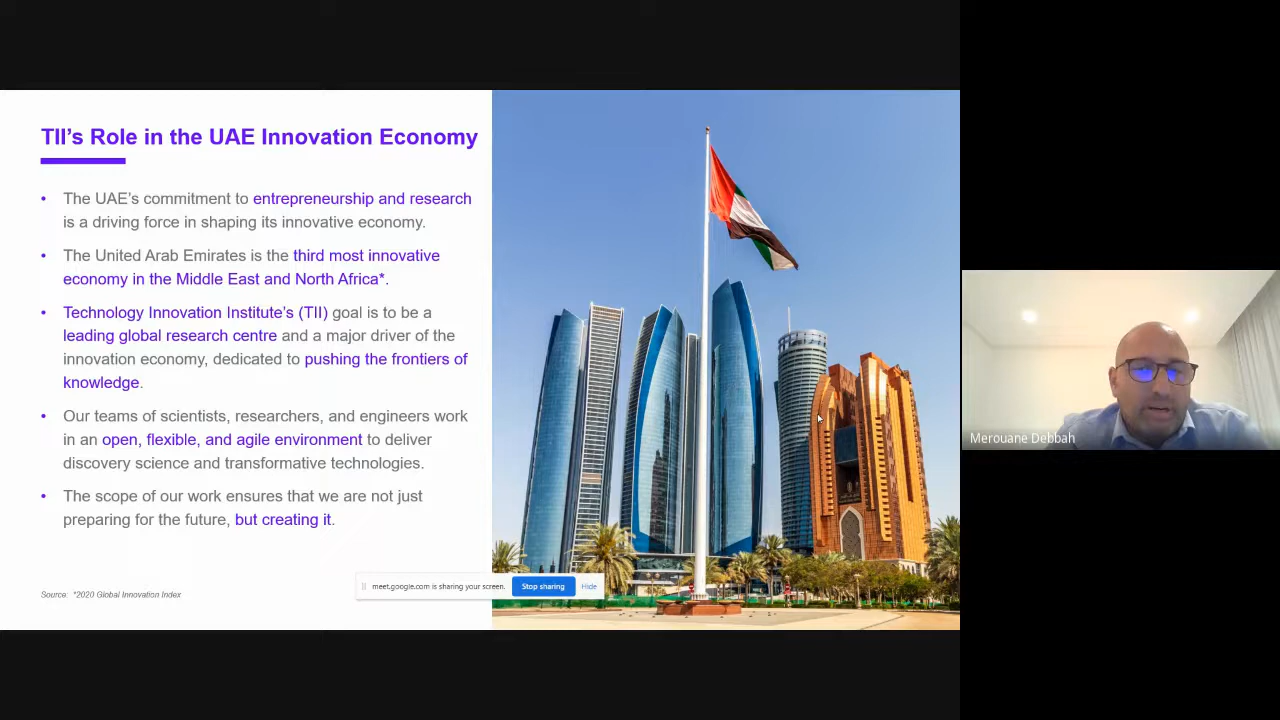 TII’s Role in the UAE Innovation Economy
• The UAE’s commitment to entrepreneurship and research
is a driving force in shaping its innovative economy.
• The United Arab Emirates is the third most innovative
economy in the Middle East and North Africa*.
• Technology Innovation Institute’s (TII) goal is to be a
leading global research centre and a major driver of the
innovation economy, dedicated to pushing the frontiers of
knowledge.
• Our teams of scientists, researchers, and engineers work
in an open, flexible, and agile environment to deliver
discovery science and transformative technologies.
• The scope of our work ensures that we are not just
preparing for the future, but creating it.
Source: *2020 Global Innovation Index
meet.google.com is sharing your screen. Stop sharing Hide
Merouane Debbah